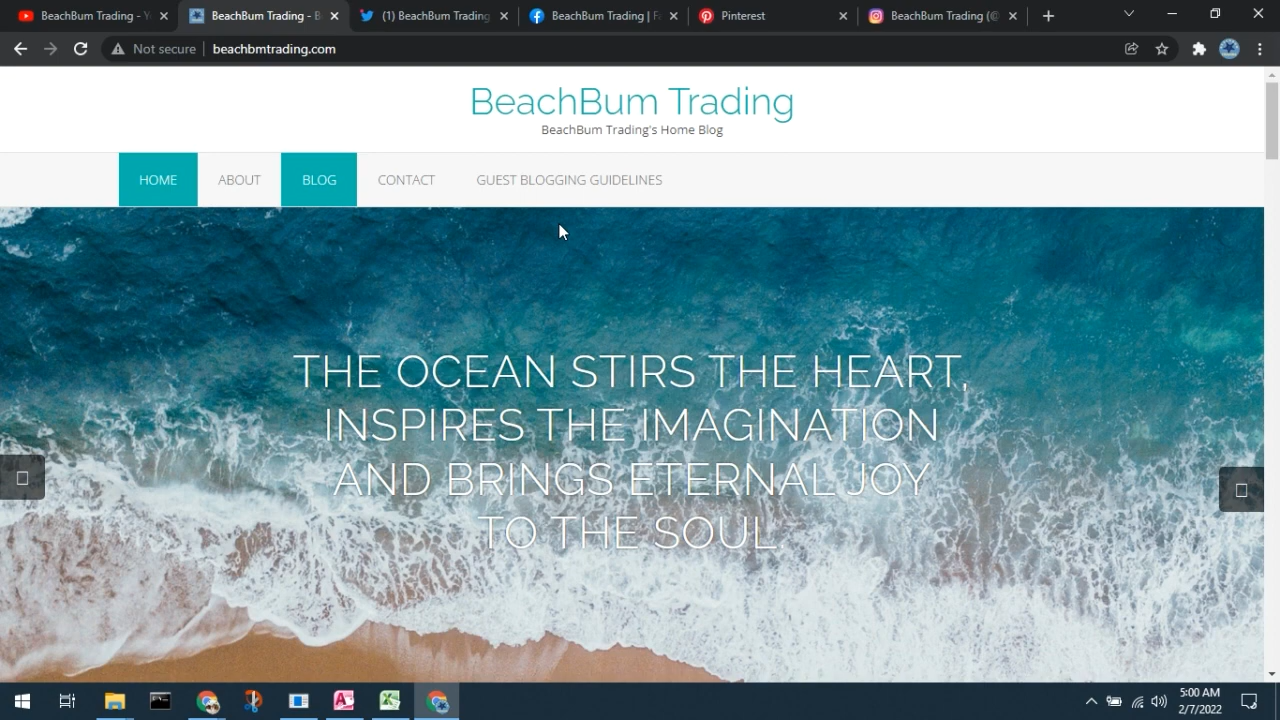 BeachBum Trading - Y
BeachBum Trading - B
(1) BeachBum Trading
BeachBum Trading | F
Pinterest
BeachBum Trading (@
Not secure
beachbmtrading.com
BeachBum Trading
BeachBum Trading's Home Blog
HOME
ABOUT
BLOG
CONTACT
GUEST BLOGGING GUIDELINES
THE OCEAN STIRS THE HEART,
INSPIRES THE IMAGINATION
AND BRINGS ETERNAL JOY
TO THE SOUL
5:00 AM
2/7/2022